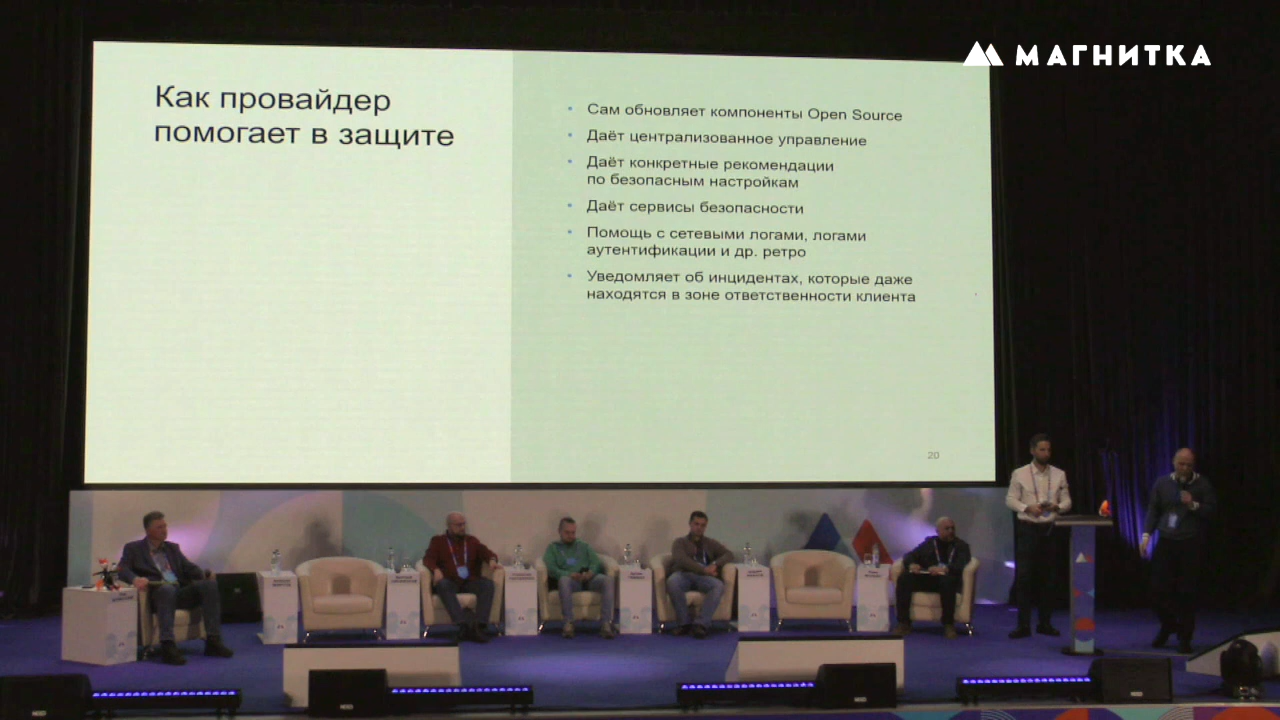 МАГНИТКА
Как провайдер
помогает в защите
• Сам обновляет компоненты Open Source
• Даёт централизованное управление
• Даёт конкретные рекомендации
по безопасным настройкам
• Даёт сервисы безопасности
• Помощь с сетевыми логами, логами
аутентификации и др. ретро
• Уведомляет об инцидентах, которые даже
находятся в зоне ответственности клиента
20